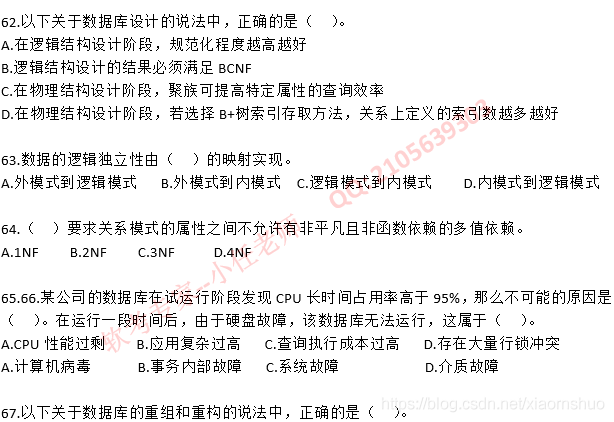 62.以下关于数据库设计的说法中，正确的是（　）。
A.在逻辑结构设计阶段，规范化程度越高越好
B.逻辑结构设计的结果必须满足 BCNF
C.在物理结构设计阶段，聚族可提高特定属性的查询效率
D.在物理结构设计阶段，若选择 B+树索引存取方法，关系上定义的索引数越多越好
63.数据的逻辑独立性由（　）的映射实现。
A.外模式到逻辑模式 B.外模式到内模式 C.逻辑模式到内模式 D.内模式到逻辑模式
64.（　）要求关系模式的属性之间不允许有非平凡且非函数依赖的多值依赖。
A.1NF B.2NF C.3NF D.4NF
65.66.某公司的数据库在试运行阶段发现 CPU 长时间占用率高于 95%，那么不可能的原因是
（　）。在运行一段时间后，由于硬盘故障，该数据库无法运行，这属于（　）。
A.CPU 性能过剩 B.应用复杂过高 C.查询执行成本过高 D.存在大量行锁冲突
A.计算机病毒 B.事务内部故障 C.系统故障 D.介质故障
67.以下关于数据库的重组和重构的说法中，正确的是（　）。
软考专家--小任老师 QQ:2105639302
https://blog.csdn.net/xiaomshuo